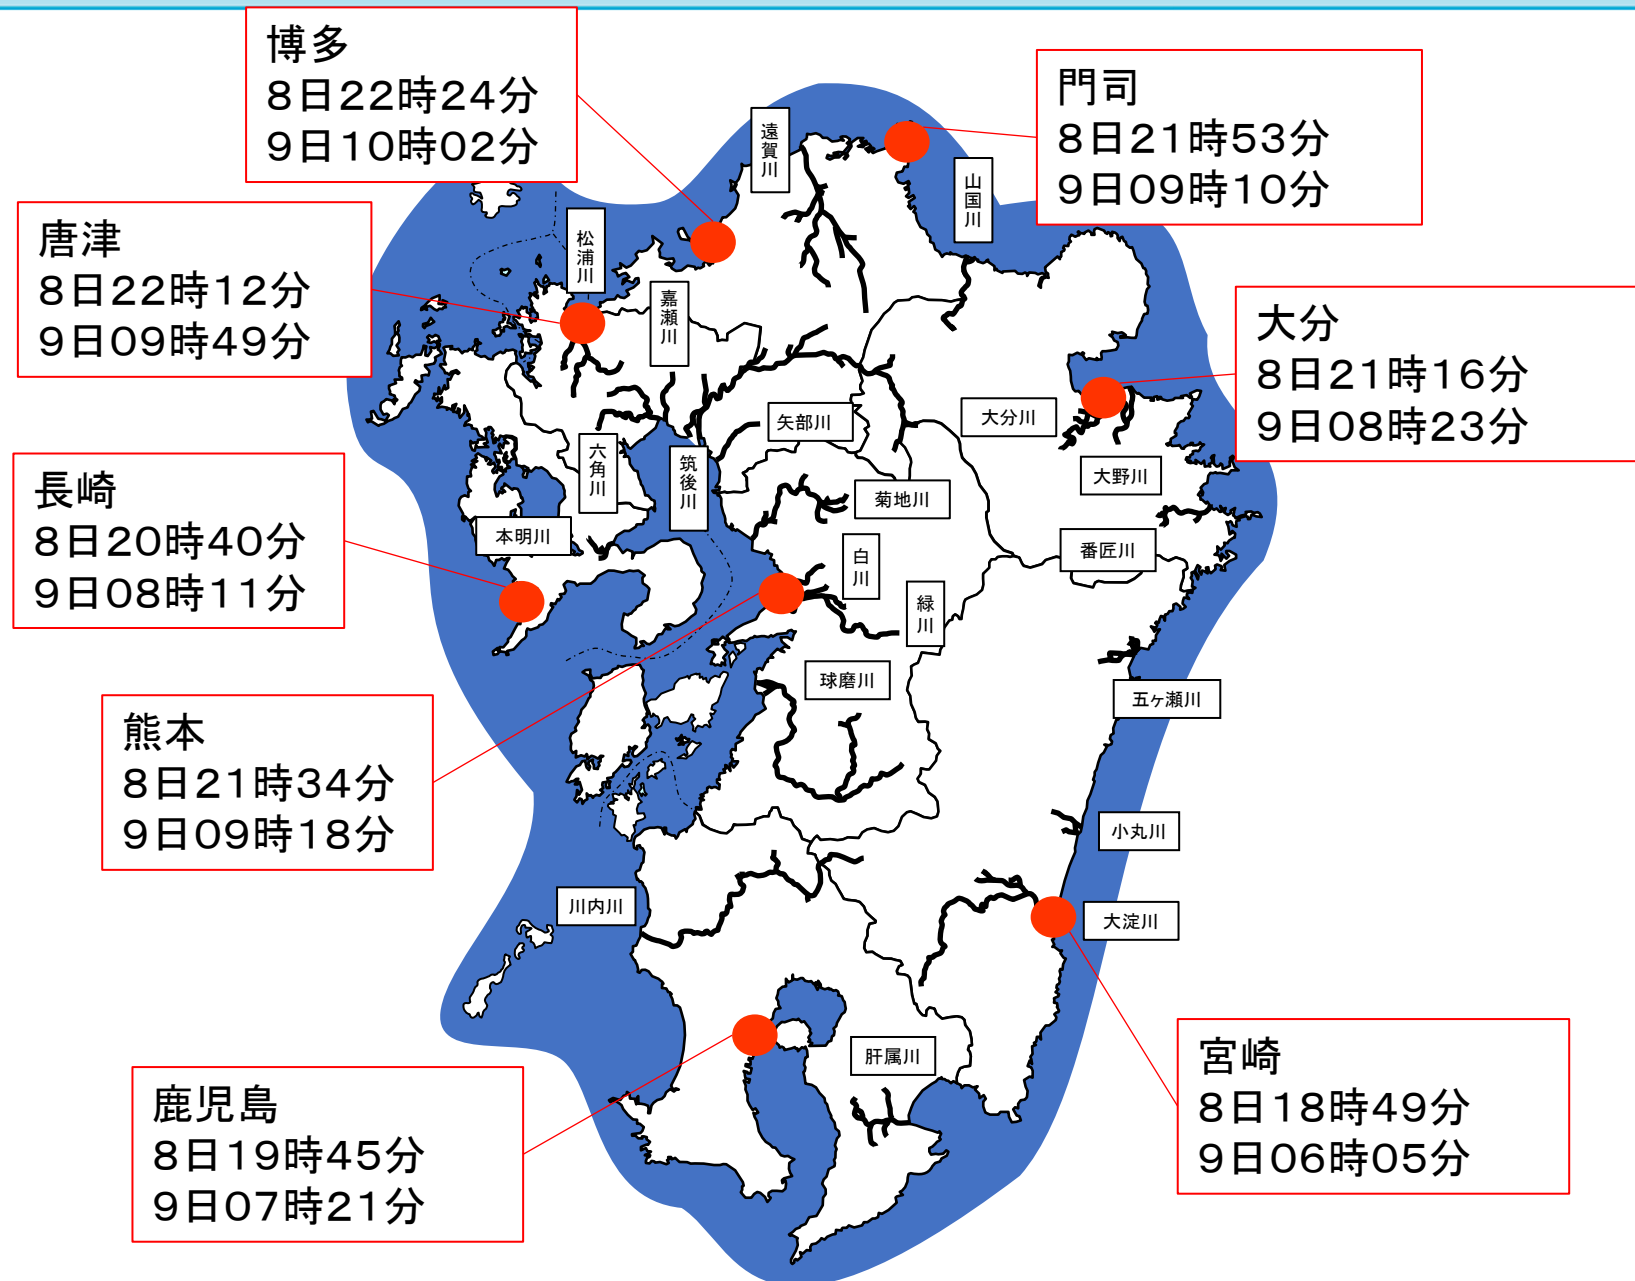 博多
8日22時24分
9日10時02分
門司
8日21時53分
9日09時10分
遠賀川
山国川
唐津
8日22時12分
9日09時49分
松浦川
嘉瀬川
大分
8日21時16分
9日08時23分
矢部川
大分川
六角川
筑後川
大野川
長崎
8日20時40分
9日08時11分
菊地川
本明川
白川
番匠川
緑川
球磨川
五ヶ瀬川
熊本
8日21時34分
9日09時18分
小丸川
川内川
大淀川
肝属川
宮崎
8日18時49分
9日06時05分
鹿児島
8日19時45分
9日07時21分